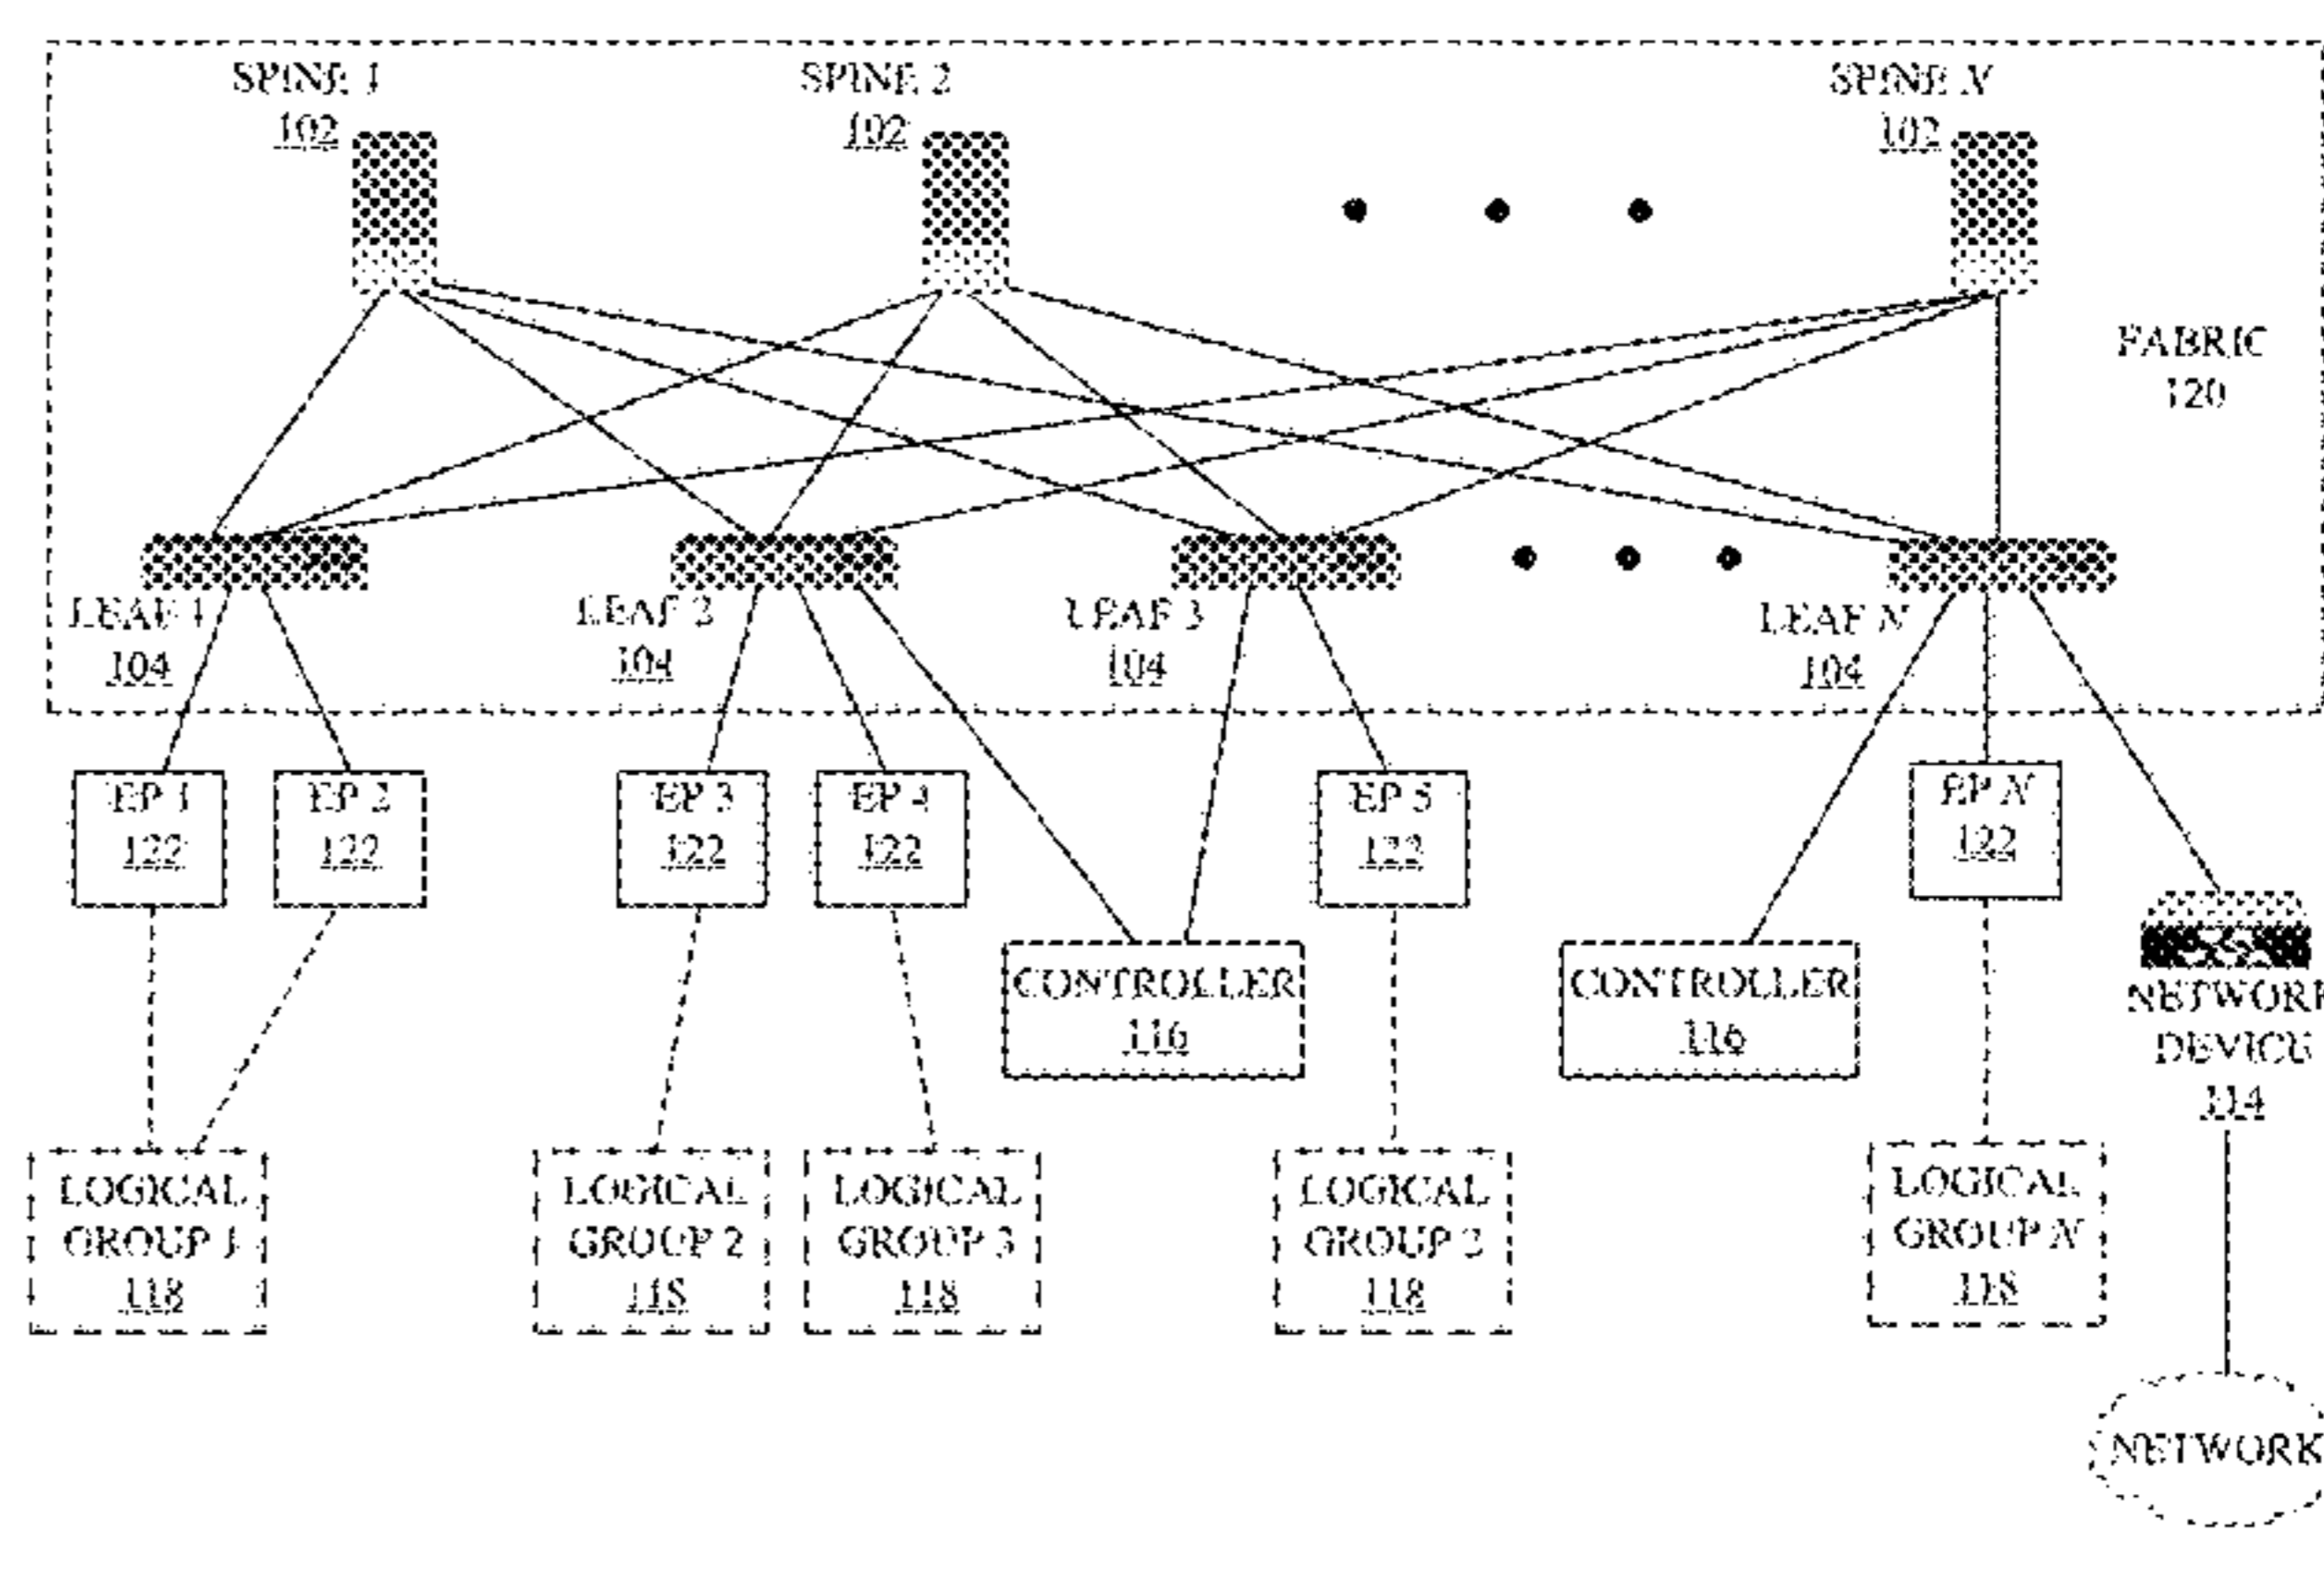 SPINE 1
102
SPINE 2
102
SPINE N
102
FABRIC
120
LEAF 1
104
LEAF 2
104
LEAF 3
104
LEAF N
104
EP 1
122
EP 2
122
EP 3
122
EP 4
122
EP 5
122
EP N
122
CONTROLLER
116
CONTROLLER
116
NETWORK
DEVICE
114
LOGICAL
GROUP 1
118
LOGICAL
GROUP 2
118
LOGICAL
GROUP 3
118
LOGICAL
GROUP 2
118
LOGICAL
GROUP N
118
NETWORK